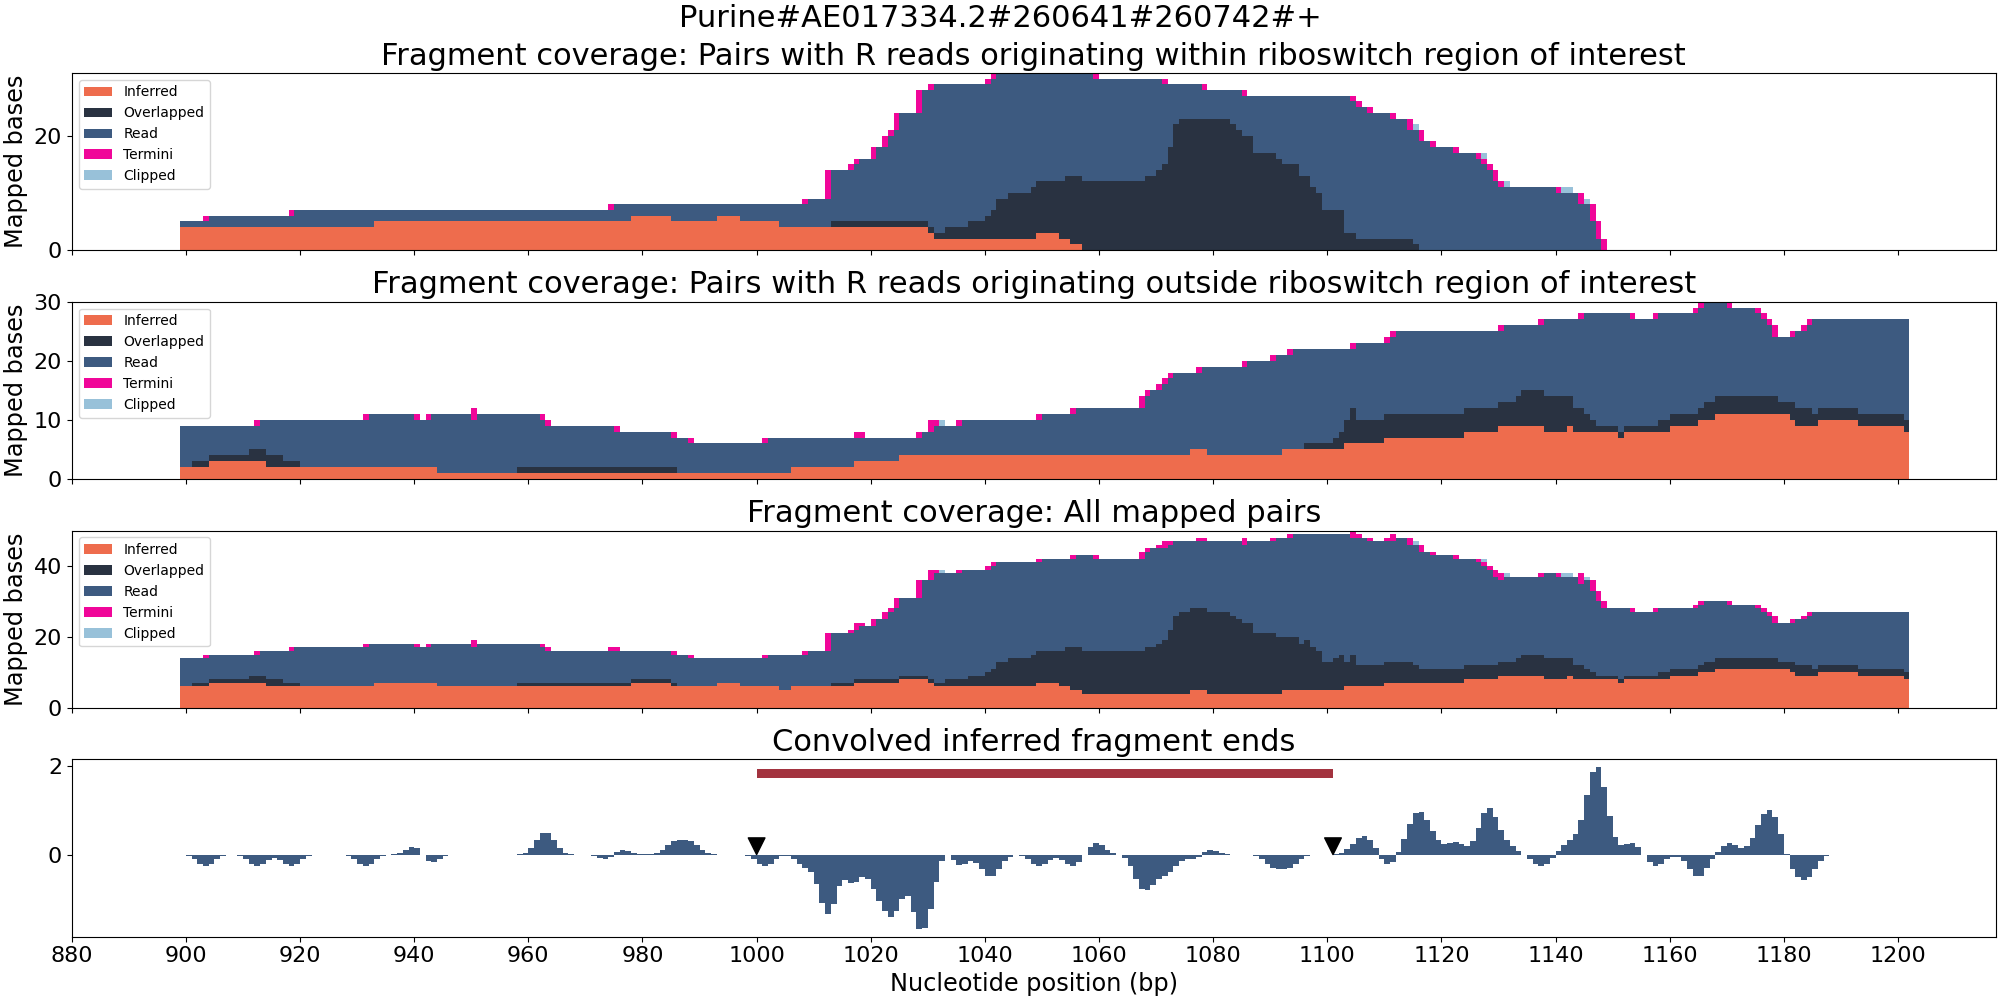 Purine#AE017334.2#260641#260742#+
Fragment coverage: Pairs with R reads originating within riboswitch region of interest
Mapped bases
20
0
Inferred
Overlapped
Read
Termini
Clipped
Fragment coverage: Pairs with R reads originating outside riboswitch region of interest
Mapped bases
30
20
10
0
Inferred
Overlapped
Read
Termini
Clipped
Fragment coverage: All mapped pairs
Mapped bases
40
20
0
Inferred
Overlapped
Read
Termini
Clipped
Convolved inferred fragment ends
2
0
880 900 920 940 960 980 1000 1020 1040 1060 1080 1100 1120 1140 1160 1180 1200
Nucleotide position (bp)